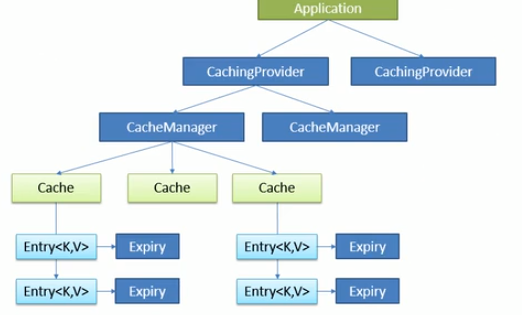 Application
CachingProvider
CachingProvider
CacheManager
CacheManager
Cache
Cache
Cache
Entry<K,V>
Expiry
Entry<K,V>
Expiry
Entry<K,V>
Expiry
Entry<K,V>
Expiry